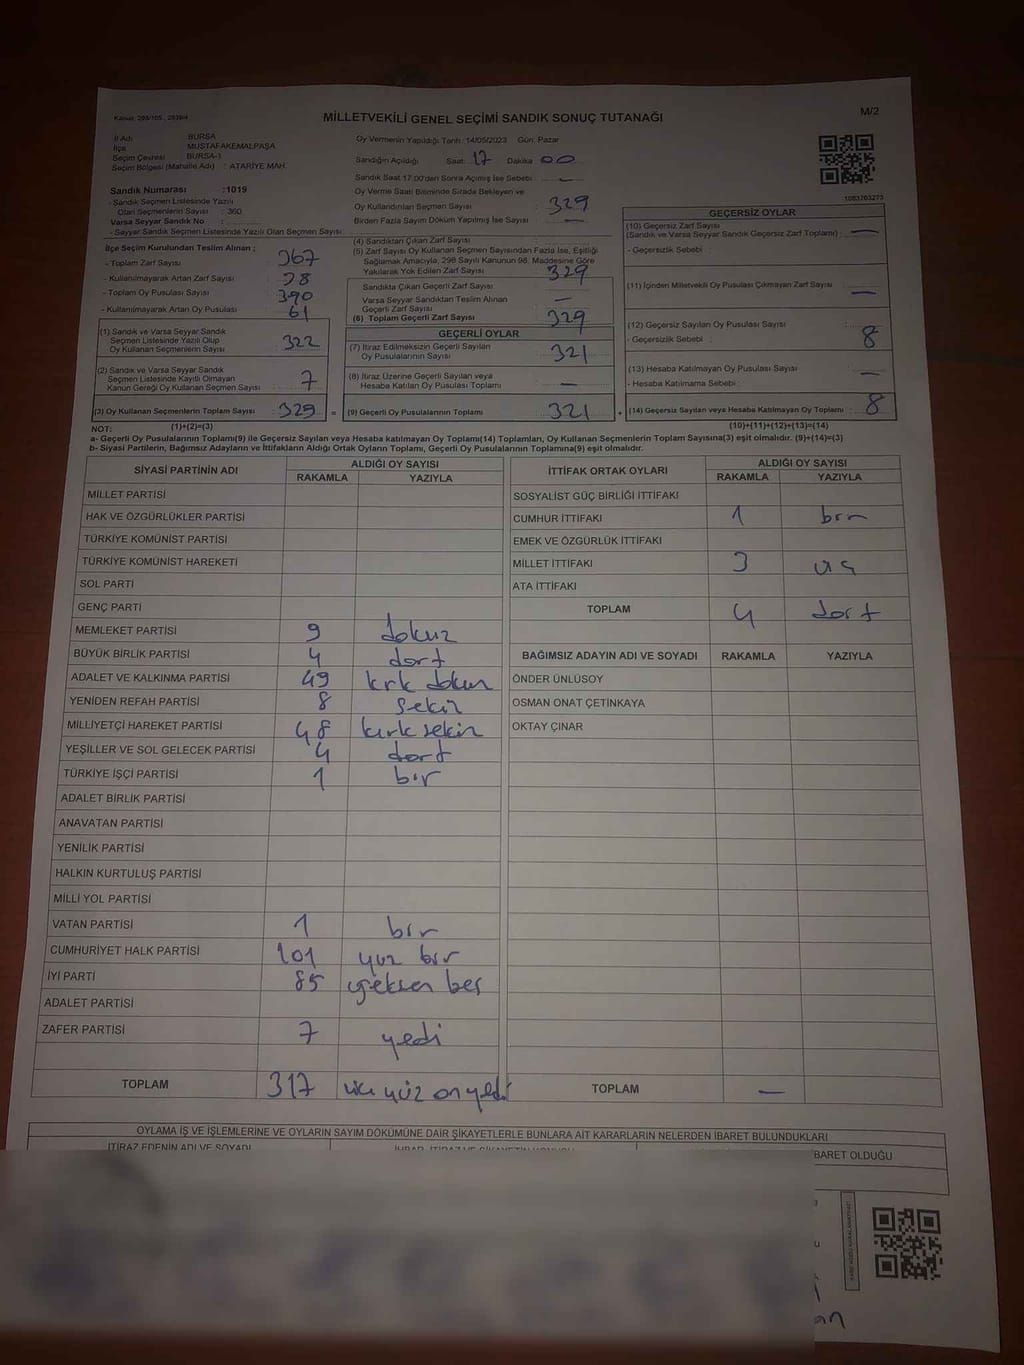 Kanun: 298/105 , 2839/4
MİLLETVEKİLİ GENEL SEÇİMİ SANDIK SONUÇ TUTANAĞI
M/2
İl Adı : BURSA
İlçe : MUSTAFAKEMALPAŞA
Seçim Çevresi : BURSA-1
Seçim Bölgesi (Mahalle Adı) : ATARİYE MAH.
Sandık Numarası :1019
- Sandık Seçmen Listesinde Yazılı
Olan Seçmenlerin Sayısı : 360
Varsa Seyyar Sandık No :
- Seyyar Sandık Seçmen Listesinde Yazılı Olan Seçmen Sayısı
İlçe Seçim Kurulundan Teslim Alınan ;
- Toplam Zarf Sayısı : 367
- Kullanılmayarak Artan Zarf Sayısı : 38
- Toplam Oy Pusulası Sayısı : 390
- Kullanılmayarak Artan Oy Pusulası : 61
(1) Sandık ve Varsa Seyyar Sandık
Seçmen Listesinde Yazılı Olup
Oy Kullanan Seçmenlerin Sayısı : 322
(2) Sandık ve Varsa Seyyar Sandık
Seçmen Listesinde Kayıtlı Olmayan
Kanun Gereği Oy Kullanan Seçmen Sayısı : 7
(3) Oy Kullanan Seçmenlerin Toplam Sayısı : 329 =
Oy Vermenin Yapıldığı Tarih: 14/05/2023 Gün: Pazar
Sandığın Açıldığı Saat: 17 Dakika 00
Sandık Saat 17:00'den Sonra Açılmış İse Sebebi : —
Oy Verme Saati Bitiminde Sırada Bekleyen ve
Oy Kullandırılan Seçmen Sayısı : 329
Birden Fazla Sayım Döküm Yapılmış İse Sayısı : —
(4) Sandıktan Çıkan Zarf Sayısı :
(5) Zarf Sayısı Oy Kullanan Seçmen Sayısından Fazla İse, Eşitliği
Sağlamak Amacıyla, 298 Sayılı Kanunun 98. Maddesine Göre
Yakılarak Yok Edilen Zarf Sayısı : 329
Sandıkta Çıkan Geçerli Zarf Sayısı :
Varsa Seyyar Sandıktan Teslim Alınan
Geçerli Zarf Sayısı : —
(6) Toplam Geçerli Zarf Sayısı : 329
GEÇERLİ OYLAR
(7) İtiraz Edilmeksizin Geçerli Sayılan
Oy Pusulalarının Sayısı : 321
(8) İtiraz Üzerine Geçerli Sayılan veya
Hesaba Katılan Oy Pusulası Toplamı : —
(9) Geçerli Oy Pusulalarının Toplamı : 321 +
1083703273
GEÇERSİZ OYLAR
(10) Geçersiz Zarf Sayısı
(Sandık ve Varsa Seyyar Sandık Geçersiz Zarf Toplamı) : —
- Geçersizlik Sebebi :
(11) İçinden Milletvekili Oy Pusulası Çıkmayan Zarf Sayısı : —
(12) Geçersiz Sayılan Oy Pusulası Sayısı : 8
- Geçersizlik Sebebi :
(13) Hesaba Katılmayan Oy Pusulası Sayısı : —
- Hesaba Katılmama Sebebi :
(14) Geçersiz Sayılan veya Hesaba Katılmayan Oy Toplamı : 8
NOT: (1)+(2)=(3) (10)+(11)+(12)+(13)=(14)
a- Geçerli Oy Pusulalarının Toplamı(9) ile Geçersiz Sayılan veya Hesaba katılmayan Oy Toplamı(14) Toplamları, Oy Kullanan Seçmenlerin Toplam Sayısına(3) eşit olmalıdır. (9)+(14)=(3)
b- Siyasi Partilerin, Bağımsız Adayların ve İttifakların Aldığı Ortak Oyların Toplamı, Geçerli Oy Pusulalarının Toplamına(9) eşit olmalıdır.
SİYASİ PARTİNİN ADI ALDIĞI OY SAYISI
RAKAMLA YAZIYLA
MİLLET PARTİSİ
HAK VE ÖZGÜRLÜKLER PARTİSİ
TÜRKİYE KOMÜNİST PARTİSİ
TÜRKİYE KOMÜNİST HAREKETİ
SOL PARTİ
GENÇ PARTİ
MEMLEKET PARTİSİ 9 dokuz
BÜYÜK BİRLİK PARTİSİ 4 dört
ADALET VE KALKINMA PARTİSİ 49 kırk dokuz
YENİDEN REFAH PARTİSİ 8 sekiz
MİLLİYETÇİ HAREKET PARTİSİ 48 kırk sekiz
YEŞİLLER VE SOL GELECEK PARTİSİ 4 dört
TÜRKİYE İŞÇİ PARTİSİ 1 bir
ADALET BİRLİK PARTİSİ
ANAVATAN PARTİSİ
YENİLİK PARTİSİ
HALKIN KURTULUŞ PARTİSİ
MİLLİ YOL PARTİSİ
VATAN PARTİSİ 1 bir
CUMHURİYET HALK PARTİSİ 101 yüz bir
İYİ PARTİ 85 seksen beş
ADALET PARTİSİ
ZAFER PARTİSİ 7 yedi
TOPLAM 317 üç yüz on yedi
İTTİFAK ORTAK OYLARI ALDIĞI OY SAYISI
RAKAMLA YAZIYLA
SOSYALİST GÜÇ BİRLİĞİ İTTİFAKI
CUMHUR İTTİFAKI 1 bir
EMEK VE ÖZGÜRLÜK İTTİFAKI
MİLLET İTTİFAKI 3 üç
ATA İTTİFAKI
TOPLAM 4 dört
BAĞIMSIZ ADAYIN ADI VE SOYADI RAKAMLA YAZIYLA
ÖNDER ÜNLÜSOY
OSMAN ONAT ÇETİNKAYA
OKTAY ÇINAR
TOPLAM —
OYLAMA İŞ VE İŞLEMLERİNE VE OYLARIN SAYIM DÖKÜMÜNE DAİR ŞİKAYETLERLE BUNLARA AİT KARARLARIN NELERDEN İBARET BULUNDUKLARI
İTİRAZ EDENİN ADI VE SOYADI
BARET OLDUĞU